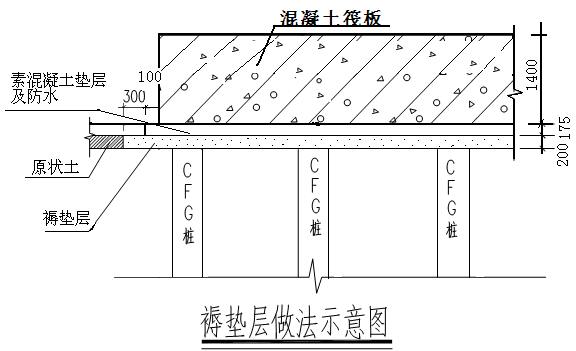 混凝土筏板
素混凝土垫层
及防水
100
300
1400
175
200
原状土
褥垫层
CFG桩
CFG桩
CFG桩
褥垫层做法示意图